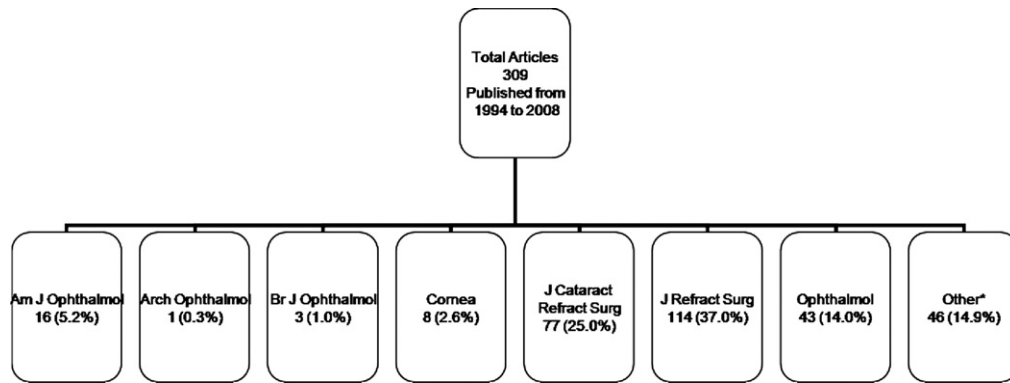 Total Articles
309
Published from
1994 to 2008
Am J Ophthalmol
16 (5.2%)
Arch Ophthalmol
1 (0.3%)
Br J Ophthalmol
3 (1.0%)
Cornea
8 (2.6%)
J Cataract
Refract Surg
77 (25.0%)
J Refract Surg
114 (37.0%)
Ophthalmol
43 (14.0%)
Other*
46 (14.9%)